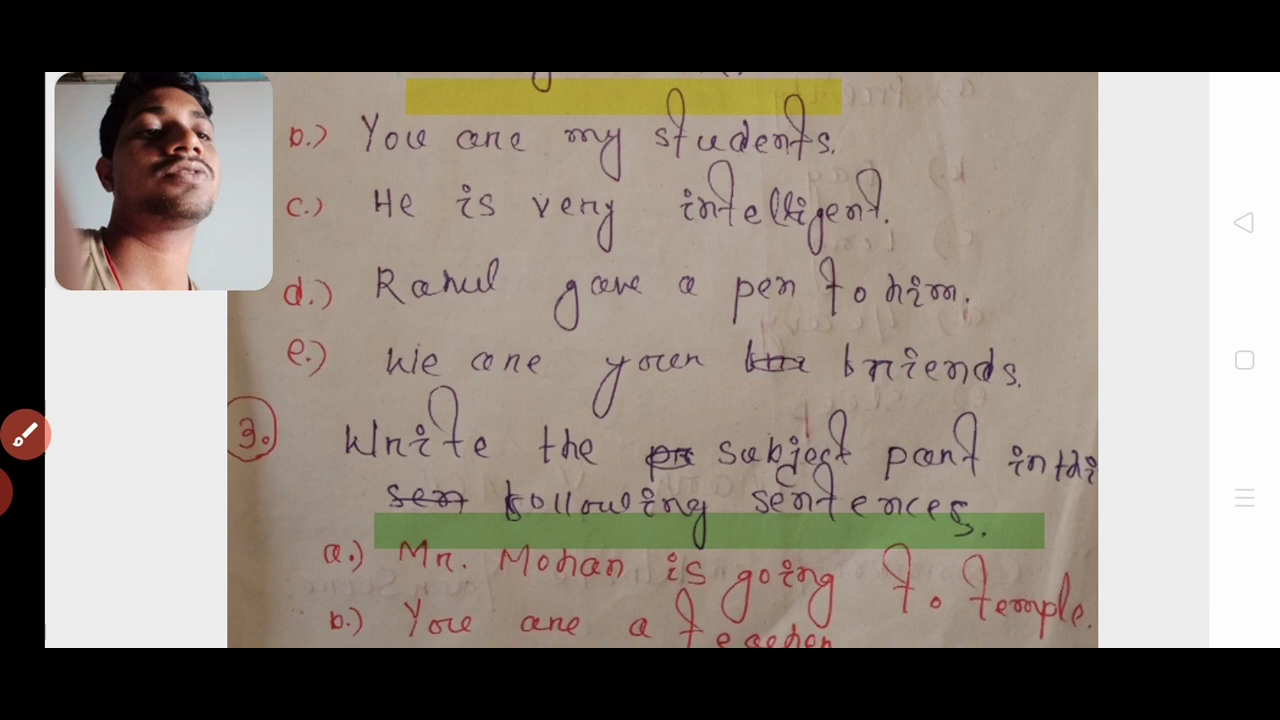 b.) You are my students.
c.) He is very intelligent.
d.) Rahul gave a pen to him.
e.) We are your friends.
3. Write the subject part in the
following sentences.
a.) Mr. Mohan is going to temple.
b.) You are a teacher